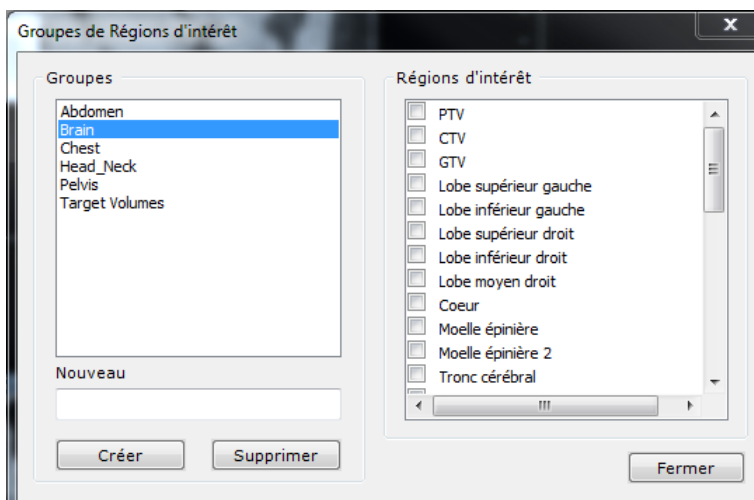 Groupes de Régions d'intérêt
X
Groupes
Abdomen
Brain
Chest
Head_Neck
Pelvis
Target Volumes
Nouveau
Créer
Supprimer
Régions d'intérêt
PTV
CTV
GTV
Lobe supérieur gauche
Lobe inférieur gauche
Lobe supérieur droit
Lobe inférieur droit
Lobe moyen droit
Coeur
Moelle épinière
Moelle épinière 2
Tronc cérébral
Fermer